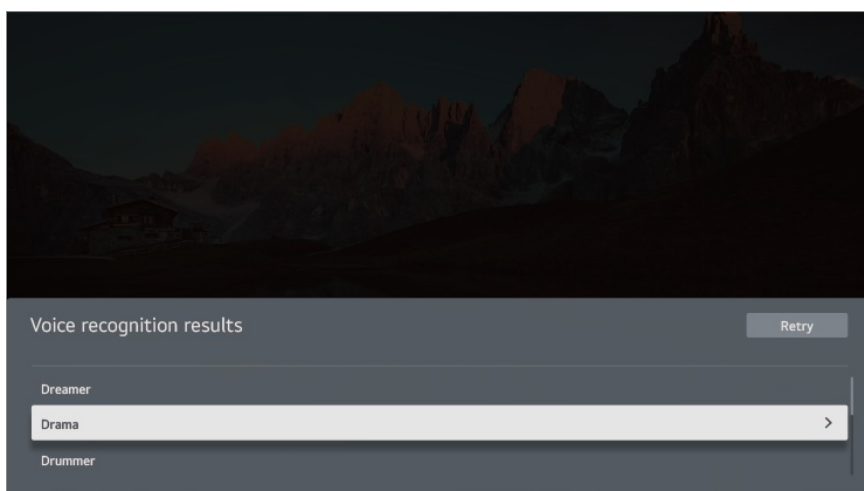 Voice recognition results
Retry
Dreamer
Drama
Drummer